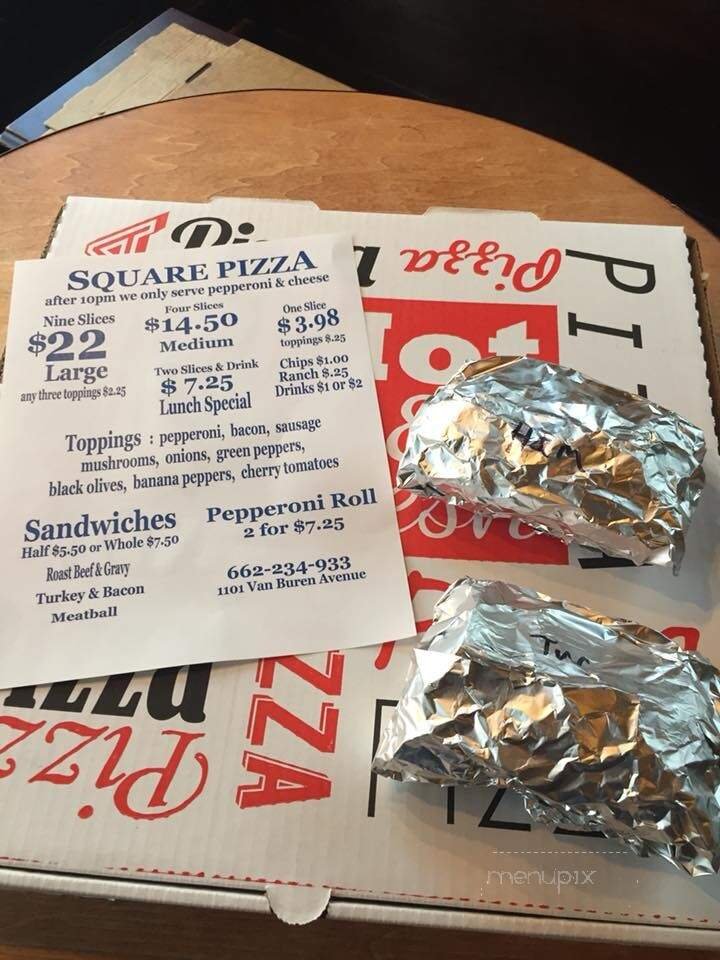 SQUARE PIZZA
after 10pm we only serve pepperoni & cheese
Nine Slices
$22
Large
any three toppings $2.25
Four Slices
$14.50
Medium
One Slice
$3.98
toppings $.25
Two Slices & Drink
$ 7.25
Lunch Special
Chips $1.00
Ranch $.25
Drinks $1 or $2
Toppings : pepperoni, bacon, sausage
mushrooms, onions, green peppers,
black olives, banana peppers, cherry tomatoes
Sandwiches
Half $5.50 or Whole $7.50
Roast Beef & Gravy
Turkey & Bacon
Meatball
Pepperoni Roll
2 for $7.25
662-234-933
1101 Van Buren Avenue
Pizza
Hot
&
Ham
Pizza
menupix